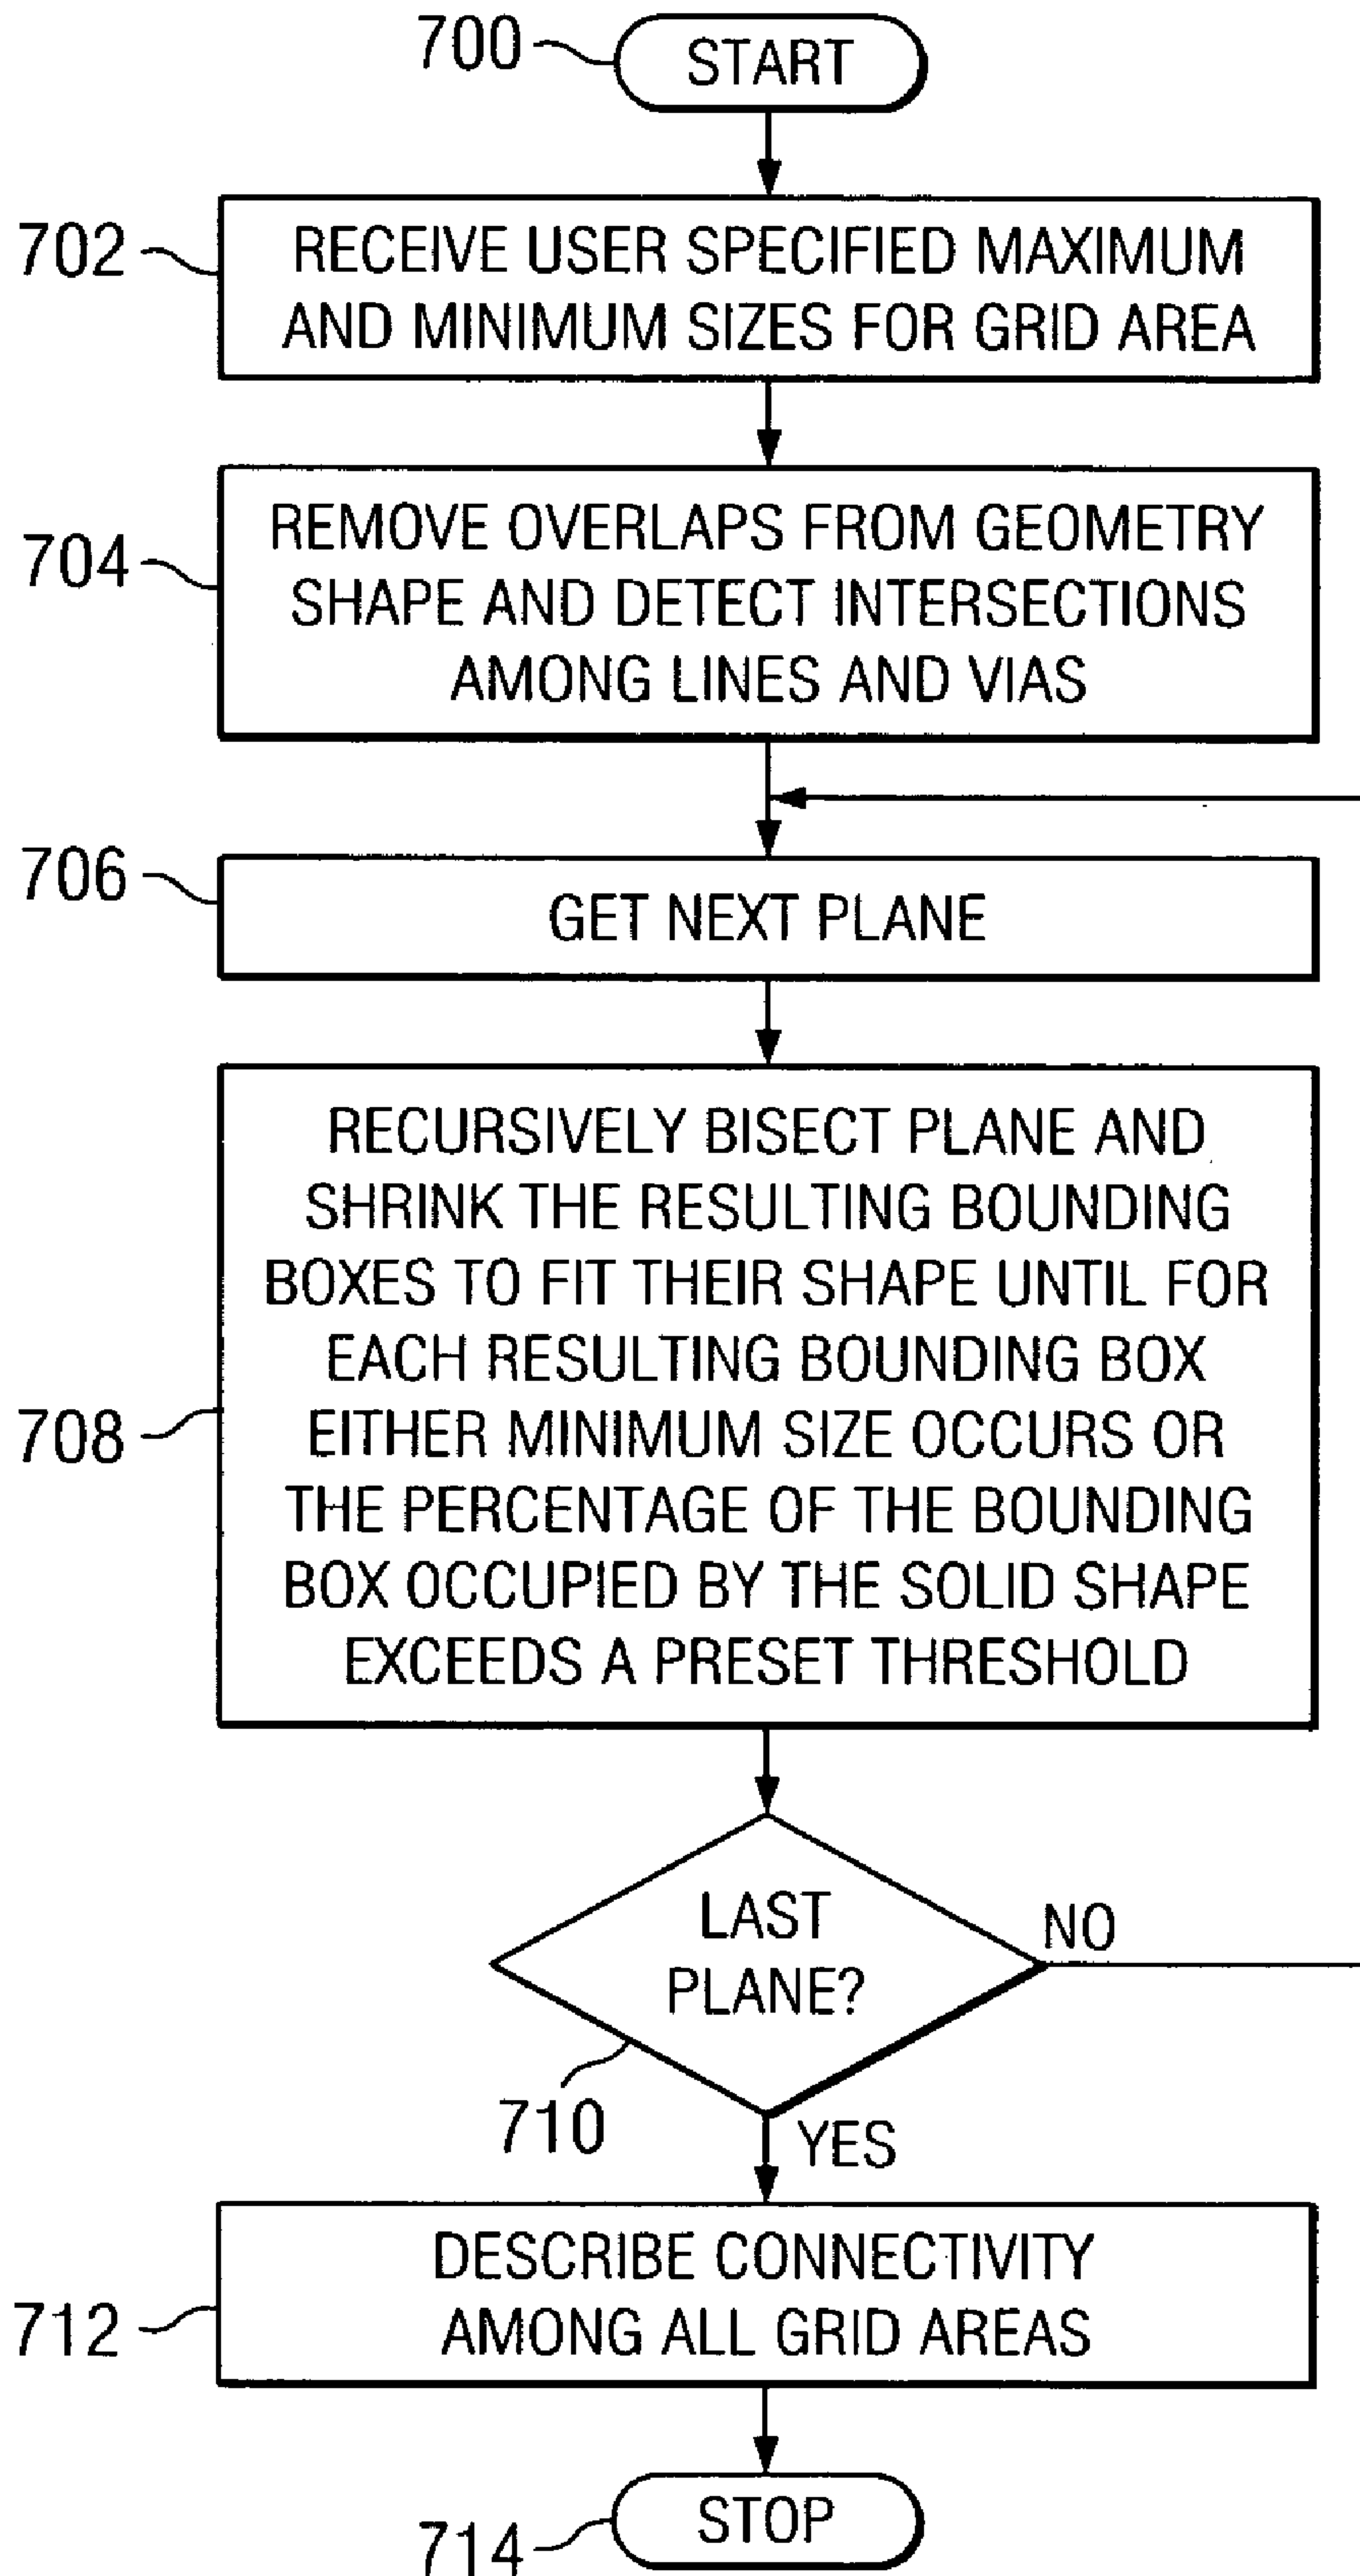 700
START
702
RECEIVE USER SPECIFIED MAXIMUM
AND MINIMUM SIZES FOR GRID AREA
704
REMOVE OVERLAPS FROM GEOMETRY
SHAPE AND DETECT INTERSECTIONS
AMONG LINES AND VIAS
706
GET NEXT PLANE
708
RECURSIVELY BISECT PLANE AND
SHRINK THE RESULTING BOUNDING
BOXES TO FIT THEIR SHAPE UNTIL FOR
EACH RESULTING BOUNDING BOX
EITHER MINIMUM SIZE OCCURS OR
THE PERCENTAGE OF THE BOUNDING
BOX OCCUPIED BY THE SOLID SHAPE
EXCEEDS A PRESET THRESHOLD
LAST
PLANE?
NO
710
YES
712
DESCRIBE CONNECTIVITY
AMONG ALL GRID AREAS
714
STOP